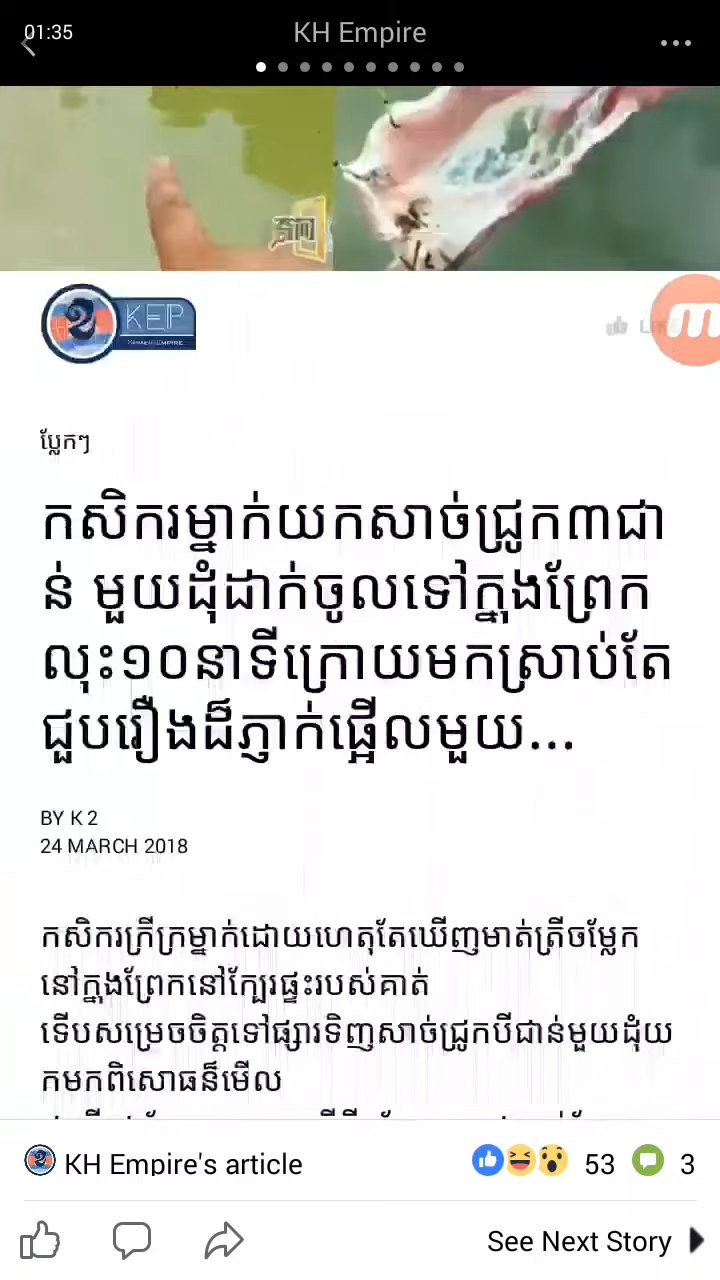 01:35
KH Empire
KEP
LIKE
ប្លែកៗ
កសិករម្នាក់យកសាច់ជ្រូក៣ជា
ន់ មួយដុំដាក់ចូលទៅក្នុងព្រែក
លុះ១០នាទីក្រោយមកស្រាប់តែ
ជួបរឿងដ៏ភ្ញាក់ផ្អើលមួយ...
BY K 2
24 MARCH 2018
កសិករក្រីក្រម្នាក់ដោយហេតុតែឃើញមាត់ត្រីចម្លែក
នៅក្នុងព្រែកនៅក្បែរផ្ទះរបស់គាត់
ទើបសម្រេចចិត្តទៅផ្សារទិញសាច់ជ្រូកបីជាន់មួយដុំយ
កមកពិសោធន៏មើល
KH Empire's article
53
3
See Next Story